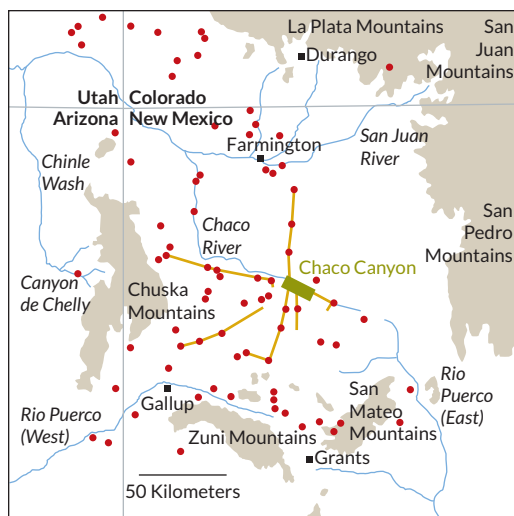 La Plata Mountains
San
Juan
Mountains
Durango
Utah
Colorado
Arizona
New Mexico
Farmington
San Juan
River
Chinle
Wash
Chaco
River
San
Pedro
Mountains
Chaco Canyon
Canyon
de Chelly
Chuska
Mountains
Gallup
Rio Puerco
(West)
San
Mateo
Mountains
Rio
Puerco
(East)
Zuni Mountains
Grants
50 Kilometers